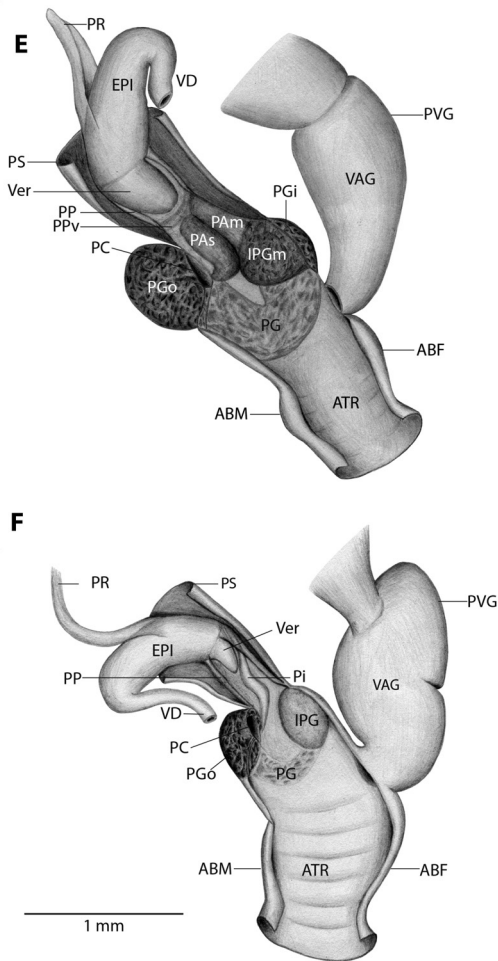 PR
E
EPI
VD
PVG
PS
VAG
Ver
PGi
PP
PAm
PPv
PAs
IPGm
PC
PGo
PG
ABF
ATR
ABM
F
PR
PS
PVG
Ver
EPI
PP
Pi
VAG
VD
IPG
PC
PGo
PG
ABM
ATR
ABF
1 mm